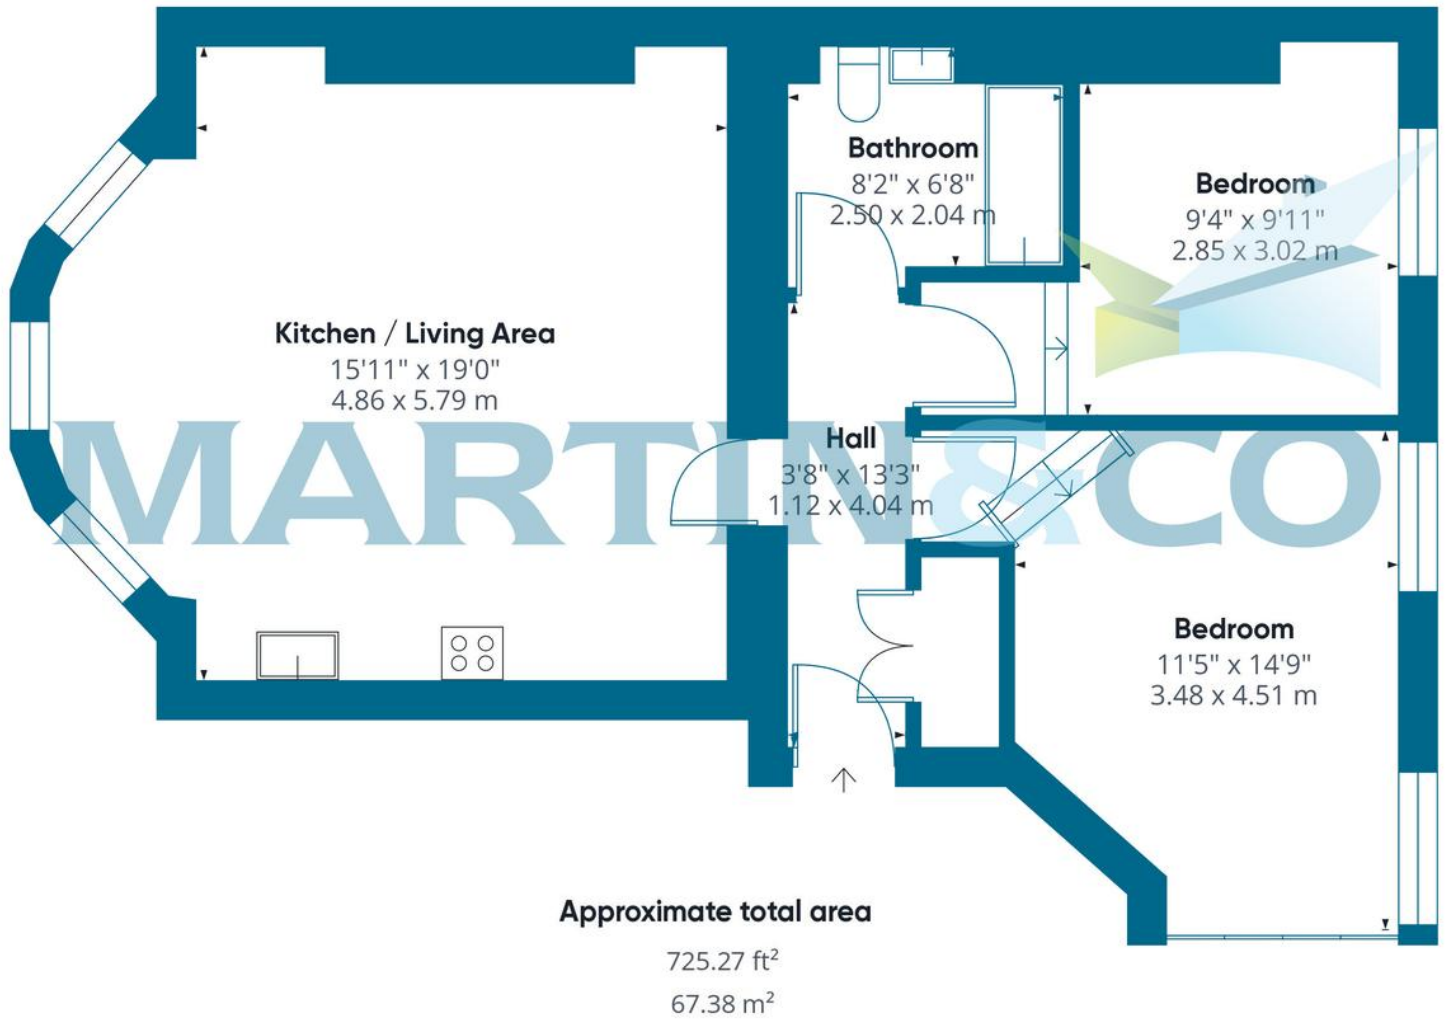 Bathroom
8'2" x 6'8"
2.50 x 2.04 m
Bedroom
9'4" x 9'11"
2.85 x 3.02 m
Kitchen / Living Area
15'11" x 19'0"
4.86 x 5.79 m
MARTIN&CO
Hall
3'8" x 13'3"
1.12 x 4.04 m
Bedroom
11'5" x 14'9"
3.48 x 4.51 m
Approximate total area
725.27 ft²
67.38 m²